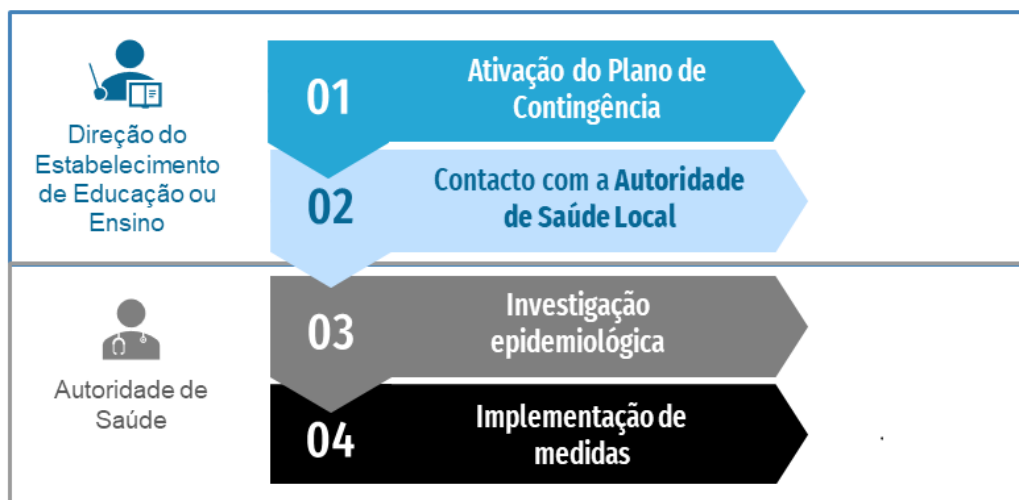 Direção do
Estabelecimento
de Educação ou
Ensino
01
Ativação do Plano de
Contingência
02
Contacto com a Autoridade
de Saúde Local
Autoridade de
Saúde
03
Investigação
epidemiológica
04
Implementação de
medidas